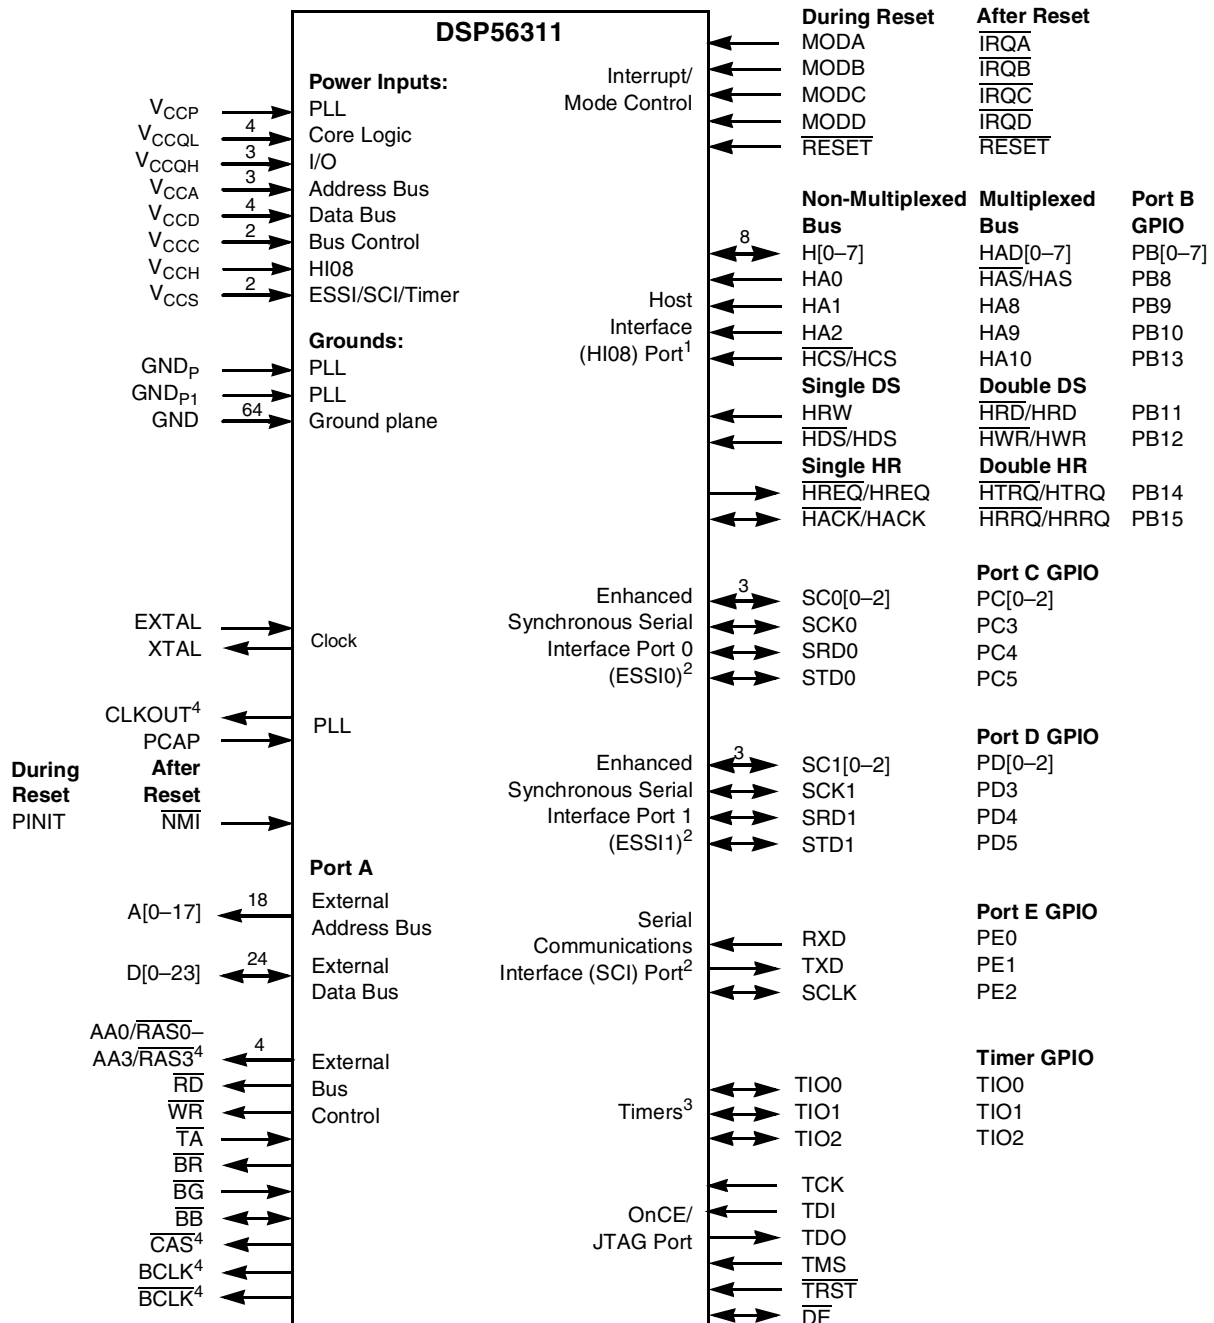 DSP56311
During Reset After Reset
MODA IRQA
MODB IRQB
MODC IRQC
MODD IRQD
RESET RESET
Interrupt/
Mode Control
Power Inputs:
VCCP PLL
VCCQL 4 Core Logic
VCCQH 3 I/O
VCCA 3 Address Bus
VCCD 4 Data Bus
VCCC 2 Bus Control
VCCH HI08
VCCS 2 ESSI/SCI/Timer
Grounds:
GNDP PLL
GNDP1 PLL
GND 64 Ground plane
Non-Multiplexed Multiplexed Port B
Bus Bus GPIO
8 H[0–7] HAD[0–7] PB[0–7]
HA0 HAS/HAS PB8
HA1 HA8 PB9
HA2 HA9 PB10
HCS/HCS HA10 PB13
Host
Interface
(HI08) Port1
Single DS Double DS
HRW HRD/HRD PB11
HDS/HDS HWR/HWR PB12
Single HR Double HR
HREQ/HREQ HTRQ/HTRQ PB14
HACK/HACK HRRQ/HRRQ PB15
EXTAL
XTAL
Clock
CLKOUT4
PCAP
PLL
During After
Reset Reset
PINIT NMI
Port C GPIO
Enhanced 3 SC0[0–2] PC[0–2]
Synchronous Serial SCK0 PC3
Interface Port 0 SRD0 PC4
(ESSI0)2 STD0 PC5
Port D GPIO
Enhanced 3 SC1[0–2] PD[0–2]
Synchronous Serial SCK1 PD3
Interface Port 1 SRD1 PD4
(ESSI1)2 STD1 PD5
Port A
A[0–17] 18 External
Address Bus
D[0–23] 24 External
Data Bus
AA0/RAS0–
AA3/RAS34 4 External
RD Bus
WR Control
TA
BR
BG
BB
CAS4
BCLK4
BCLK4
Port E GPIO
Serial
Communications
Interface (SCI) Port2
RXD PE0
TXD PE1
SCLK PE2
Timer GPIO
TIO0 TIO0
Timers3 TIO1 TIO1
TIO2 TIO2
OnCE/
JTAG Port
TCK
TDI
TDO
TMS
TRST
DE